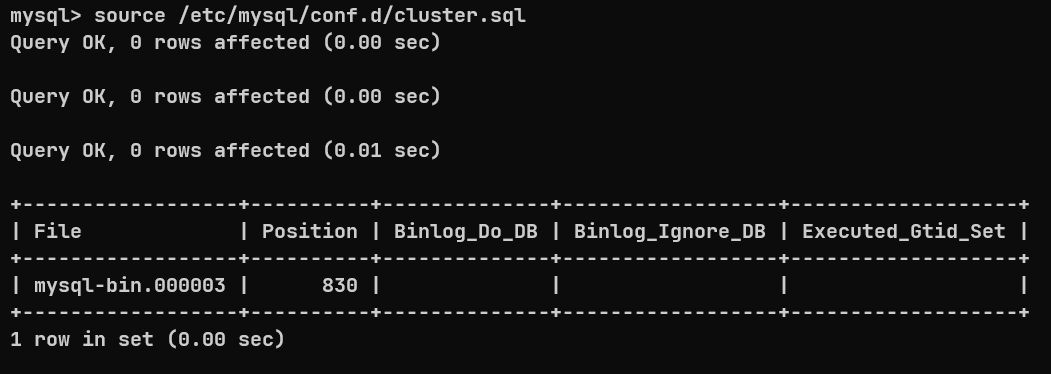 mysql> source /etc/mysql/conf.d/cluster.sql
Query OK, 0 rows affected (0.00 sec)

Query OK, 0 rows affected (0.00 sec)

Query OK, 0 rows affected (0.01 sec)

+------------------+----------+--------------+------------------+-------------------+
| File             | Position | Binlog_Do_DB | Binlog_Ignore_DB | Executed_Gtid_Set |
+------------------+----------+--------------+------------------+-------------------+
| mysql-bin.000003 |      830 |              |                  |                   |
+------------------+----------+--------------+------------------+-------------------+
1 row in set (0.00 sec)